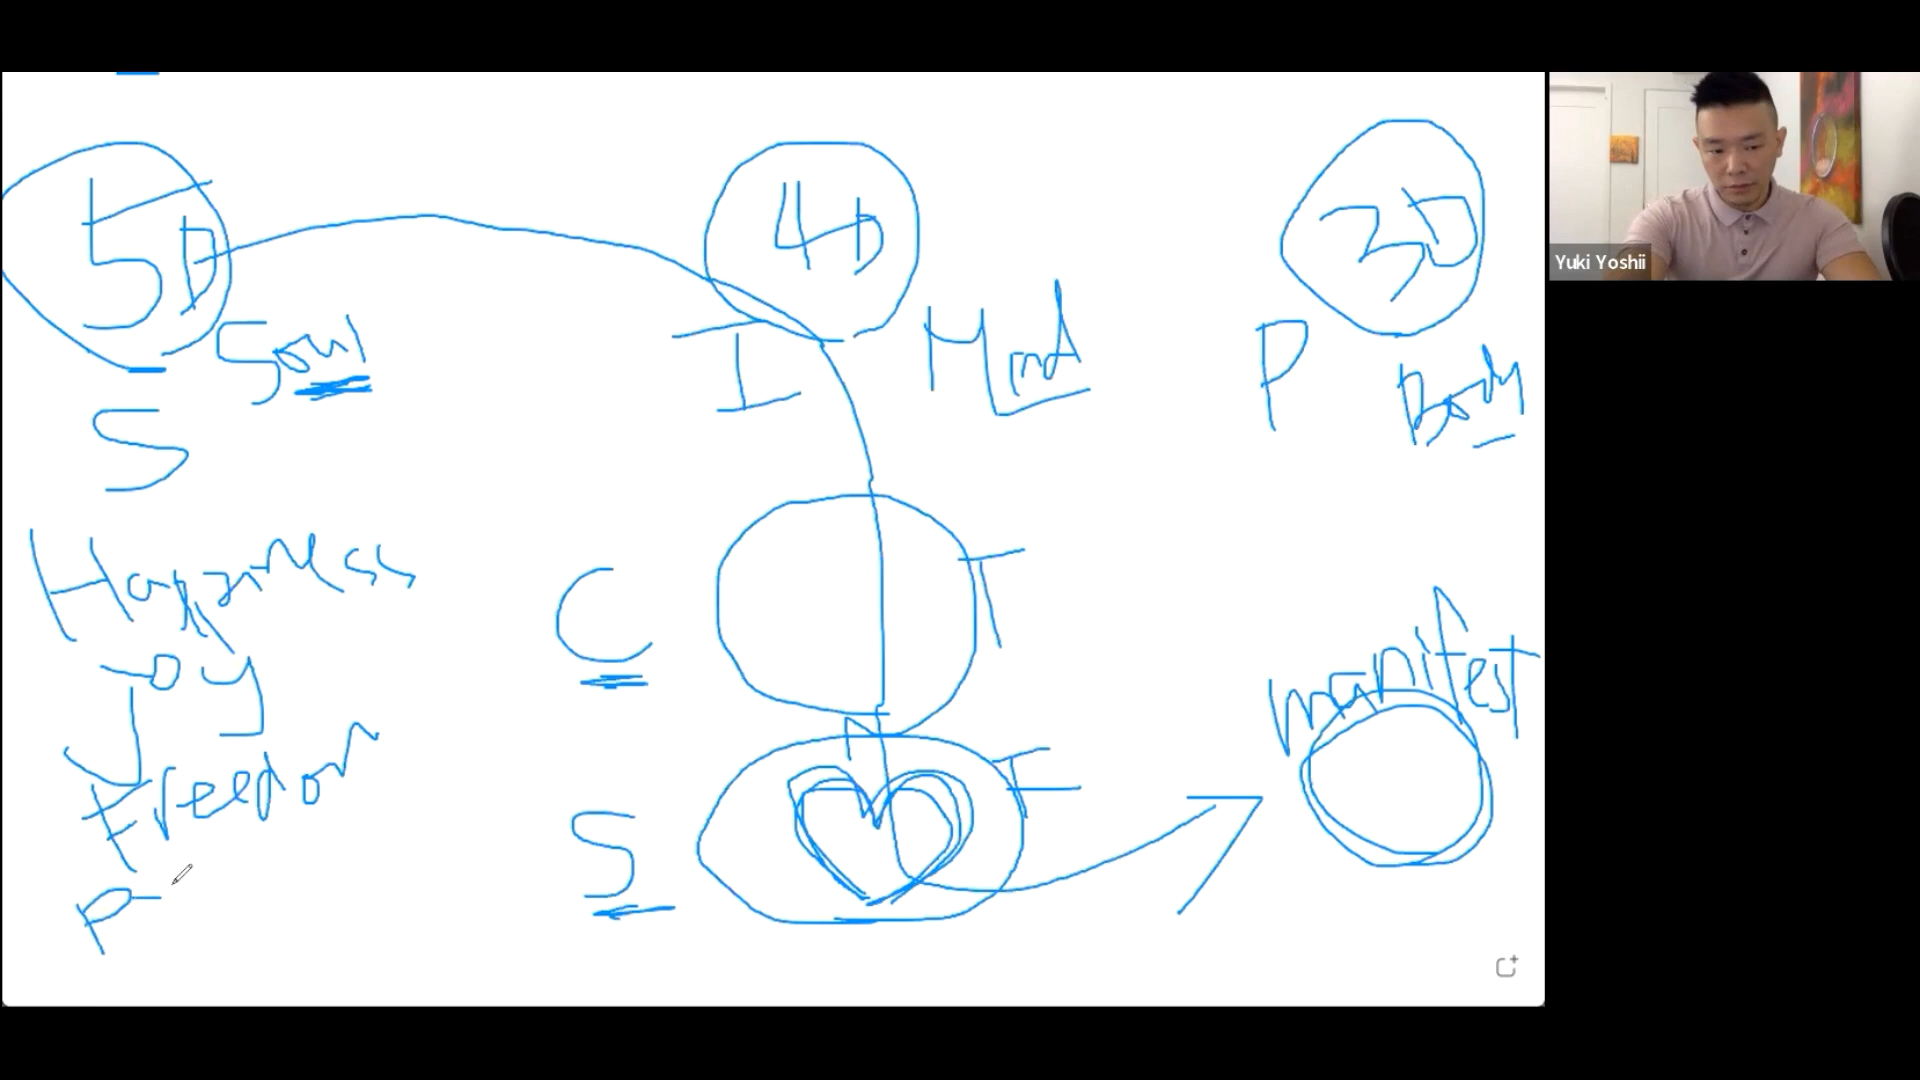 5D
4D
3D
Yuki Yoshii
Soul
I
Mind
P
Body
S
Happiness
C
T
Joy
manifest
N
Freedom
F
S
P